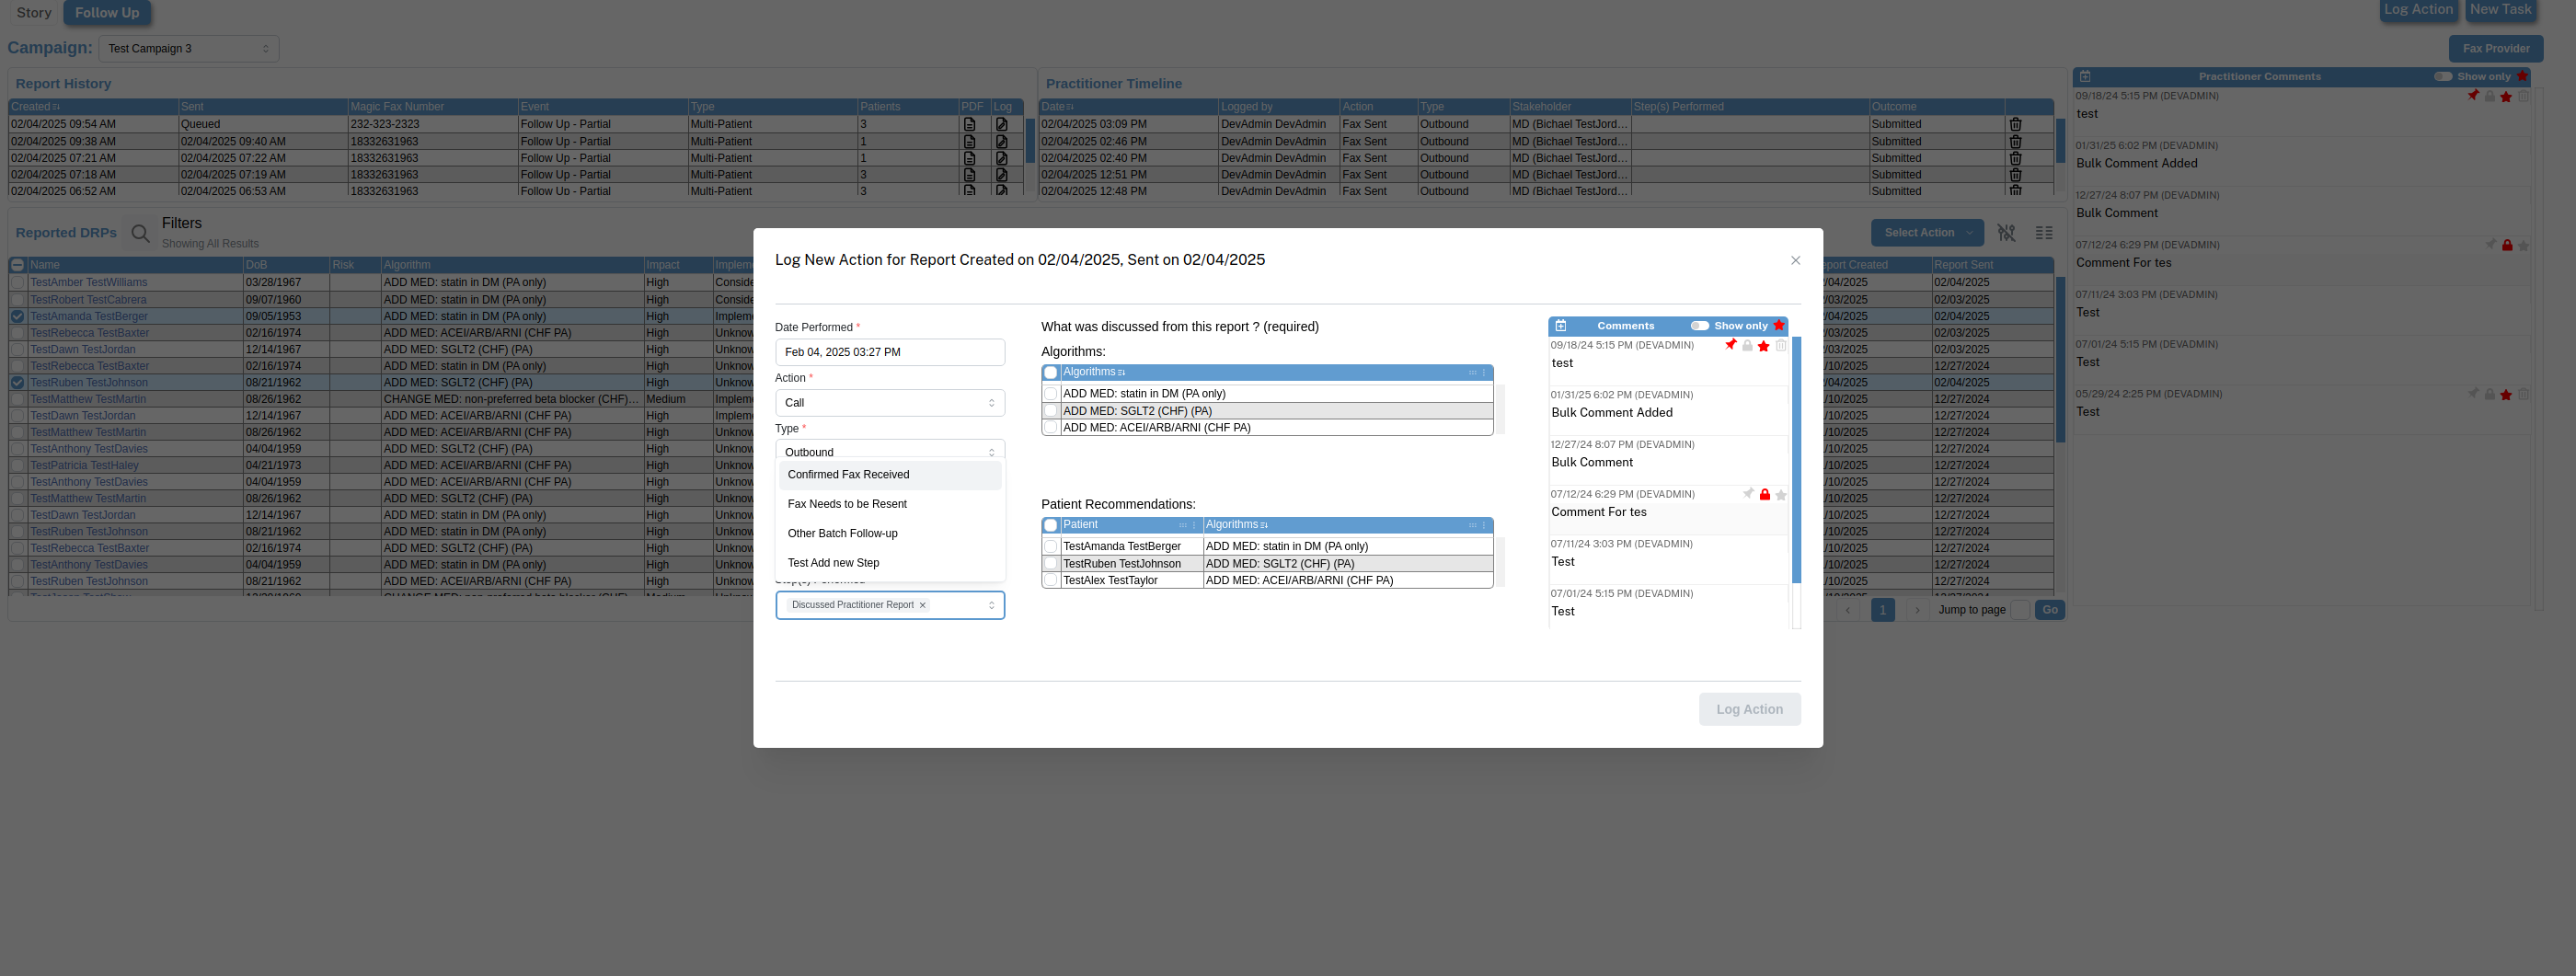 Story Follow Up Log Action New Task
Campaign: Test Campaign 3 Fax Provider
Report History
Created Sent Magic Fax Number Event Type Patients PDF Log
02/04/2025 09:54 AM Queued 232-323-2323 Follow Up - Partial Multi-Patient 3
02/04/2025 09:38 AM 02/04/2025 09:40 AM 18332631963 Follow Up - Partial Multi-Patient 1
02/04/2025 07:21 AM 02/04/2025 07:22 AM 18332631963 Follow Up - Partial Multi-Patient 1
02/04/2025 07:18 AM 02/04/2025 07:19 AM 18332631963 Follow Up - Partial Multi-Patient 3
02/04/2025 06:52 AM 02/04/2025 06:53 AM 18332631963 Follow Up - Partial Multi-Patient 3
Practitioner Timeline
Date Logged by Action Type Stakeholder Step(s) Performed Outcome
02/04/2025 03:09 PM DevAdmin DevAdmin Fax Sent Outbound MD (Bichael TestJord... Submitted
02/04/2025 02:46 PM DevAdmin DevAdmin Fax Sent Outbound MD (Bichael TestJord... Submitted
02/04/2025 02:40 PM DevAdmin DevAdmin Fax Sent Outbound MD (Bichael TestJord... Submitted
02/04/2025 12:51 PM DevAdmin DevAdmin Fax Sent Outbound MD (Bichael TestJord... Submitted
02/04/2025 12:48 PM DevAdmin DevAdmin Fax Sent Outbound MD (Bichael TestJord... Submitted
Practitioner Comments Show only
09/18/24 5:15 PM (DEVADMIN)
test
01/31/25 6:02 PM (DEVADMIN)
Bulk Comment Added
12/27/24 8:07 PM (DEVADMIN)
Bulk Comment
07/12/24 6:29 PM (DEVADMIN)
Comment For tes
07/11/24 3:03 PM (DEVADMIN)
Test
07/01/24 5:15 PM (DEVADMIN)
Test
05/29/24 2:25 PM (DEVADMIN)
Test
Reported DRPs
Filters
Showing All Results
Select Action
Name DoB Risk Algorithm Impact Implem eport Created Report Sent
TestAmber TestWilliams 03/28/1967 ADD MED: statin in DM (PA only) High Conside /04/2025 02/04/2025
TestRobert TestCabrera 09/07/1960 ADD MED: statin in DM (PA only) High Conside /03/2025 02/03/2025
TestAmanda TestBerger 09/05/1953 ADD MED: statin in DM (PA only) High Impleme /04/2025 02/04/2025
TestRebecca TestBaxter 02/16/1974 ADD MED: ACEI/ARB/ARNI (CHF PA) High Unknow /03/2025 02/03/2025
TestDawn TestJordan 12/14/1967 ADD MED: SGLT2 (CHF) (PA) High Unknow /03/2025 02/04/2025
TestRebecca TestBaxter 02/16/1974 ADD MED: statin in DM (PA only) High Unknow /04/2025 02/04/2025
TestRuben TestJohnson 08/21/1962 ADD MED: SGLT2 (CHF) (PA) High Unknow /04/2025 02/04/2025
TestMatthew TestMartin 08/26/1962 CHANGE MED: non-preferred beta blocker (CHF)... Medium Impleme /10/2025 12/27/2024
TestDawn TestJordan 12/14/1967 ADD MED: ACEI/ARB/ARNI (CHF PA) High Impleme /10/2025 12/27/2024
TestMatthew TestMartin 08/26/1962 ADD MED: ACEI/ARB/ARNI (CHF PA) High Unknow /10/2025 12/27/2024
TestAnthony TestDavies 04/04/1959 ADD MED: SGLT2 (CHF) (PA) High Unknow /10/2025 12/27/2024
TestPatricia TestHaley 04/21/1973 ADD MED: ACEI/ARB/ARNI (CHF PA) High Unknow /10/2025 12/27/2024
TestAnthony TestDavies 04/04/1959 ADD MED: ACEI/ARB/ARNI (CHF PA) High Unknow /10/2025 12/27/2024
TestMatthew TestMartin 08/26/1962 ADD MED: SGLT2 (CHF) (PA) High Unknow /10/2025 12/27/2024
TestDawn TestJordan 12/14/1967 ADD MED: statin in DM (PA only) High Unknow /10/2025 12/27/2024
TestRuben TestJohnson 08/21/1962 ADD MED: statin in DM (PA only) High Unknow /10/2025 12/27/2024
TestRebecca TestBaxter 02/16/1974 ADD MED: SGLT2 (CHF) (PA) High Unknow /10/2025 12/27/2024
TestAnthony TestDavies 04/04/1959 ADD MED: statin in DM (PA only) High Unknow /10/2025 12/27/2024
TestRuben TestJohnson 08/21/1962 ADD MED: ACEI/ARB/ARNI (CHF PA) High Unknow /10/2025 12/27/2024
1 Jump to page Go
Log New Action for Report Created on 02/04/2025, Sent on 02/04/2025
Date Performed *
Feb 04, 2025 03:27 PM
Action *
Call
Type *
Outbound
Confirmed Fax Received
Fax Needs to be Resent
Other Batch Follow-up
Test Add new Step
Step(s) Performed
Discussed Practitioner Report
What was discussed from this report ? (required)
Algorithms:
Algorithms
ADD MED: statin in DM (PA only)
ADD MED: SGLT2 (CHF) (PA)
ADD MED: ACEI/ARB/ARNI (CHF PA)
Patient Recommendations:
Patient Algorithms
TestAmanda TestBerger ADD MED: statin in DM (PA only)
TestRuben TestJohnson ADD MED: SGLT2 (CHF) (PA)
TestAlex TestTaylor ADD MED: ACEI/ARB/ARNI (CHF PA)
Comments Show only
09/18/24 5:15 PM (DEVADMIN)
test
01/31/25 6:02 PM (DEVADMIN)
Bulk Comment Added
12/27/24 8:07 PM (DEVADMIN)
Bulk Comment
07/12/24 6:29 PM (DEVADMIN)
Comment For tes
07/11/24 3:03 PM (DEVADMIN)
Test
07/01/24 5:15 PM (DEVADMIN)
Test
Log Action